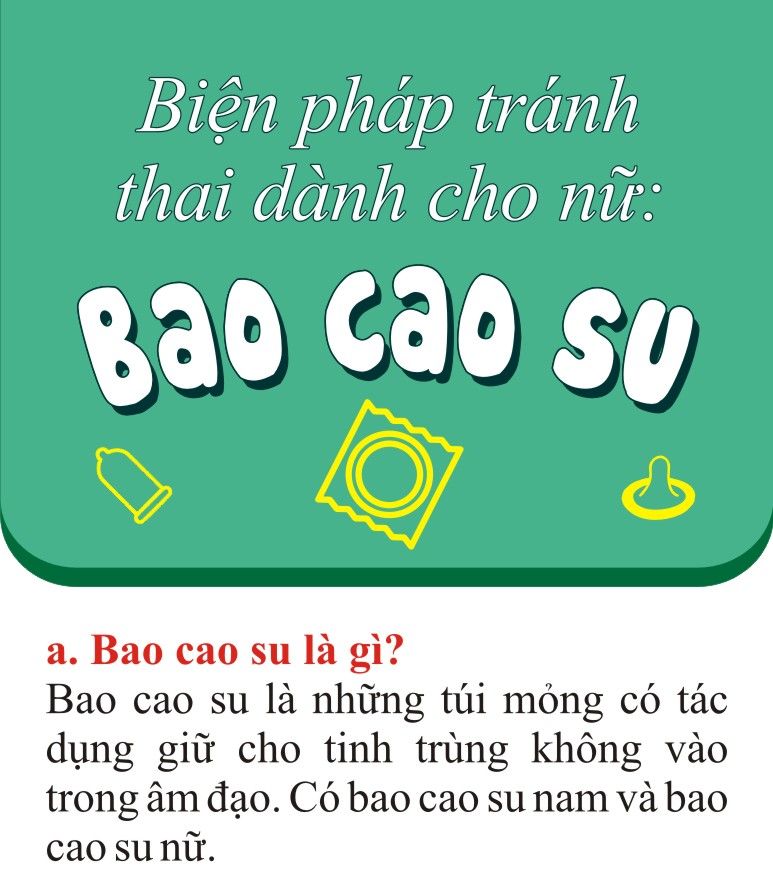 Biện pháp tránh
thai dành cho nữ:
Bao cao su
a. Bao cao su là gì?
Bao cao su là những túi mỏng có tác
dụng giữ cho tinh trùng không vào
trong âm đạo. Có bao cao su nam và bao
cao su nữ.